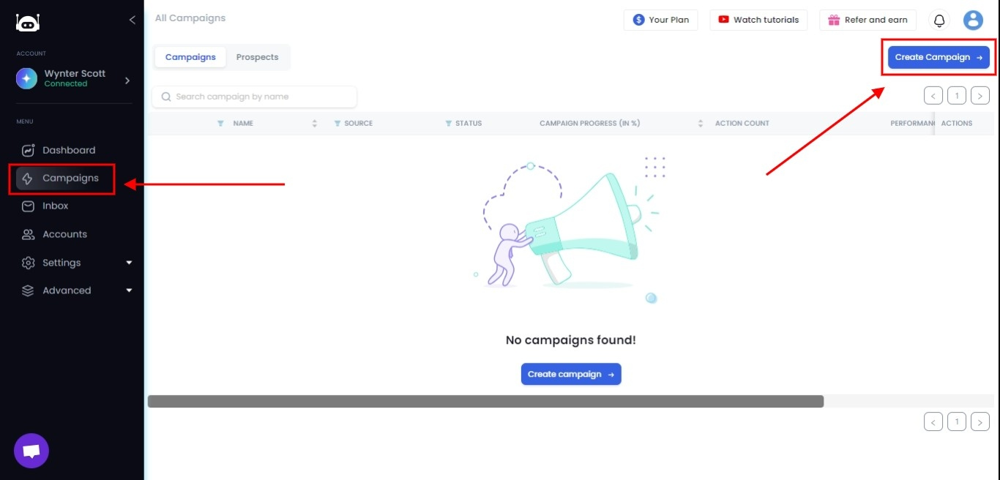 All Campaigns
Your Plan
Watch tutorials
Refer and earn
ACCOUNT
Wynter Scott
Connected
MENU
Dashboard
Campaigns
Inbox
Accounts
Settings
Advanced
Campaigns Prospects
Create Campaign →
Search campaign by name
< 1 >
NAME SOURCE STATUS CAMPAIGN PROGRESS (IN %) ACTION COUNT PERFORMAN ACTIONS
No campaigns found!
Create campaign →
< 1 >